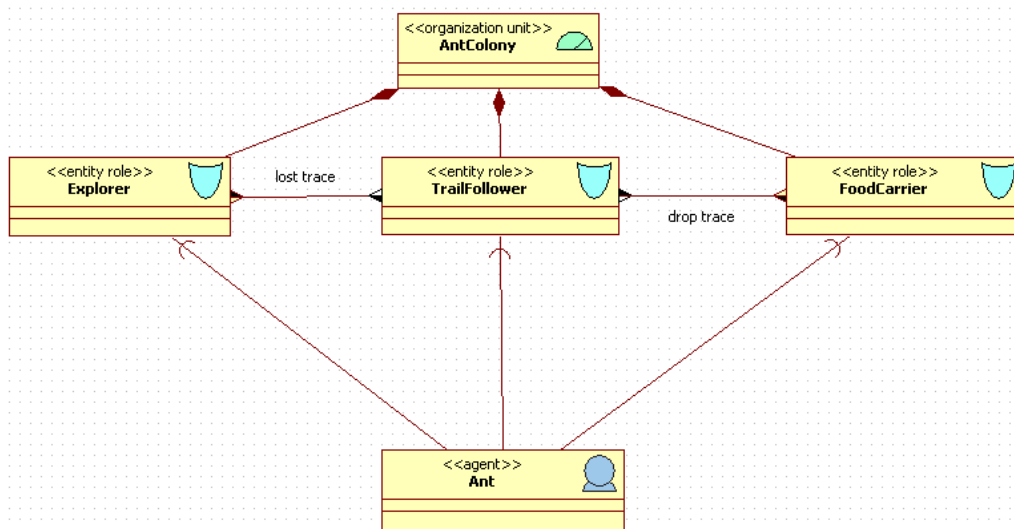 <<organization unit>>
AntColony
<<entity role>>
Explorer
lost trace
<<entity role>>
TrailFollower
drop trace
<<entity role>>
FoodCarrier
<<agent>>
Ant